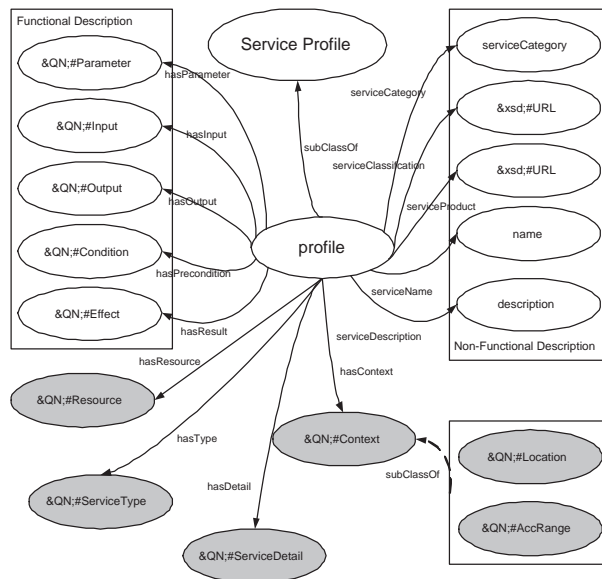 Functional Description
Service Profile
serviceCategory
&QN;#Parameter
hasParameter
serviceCategory
&xsd;#URL
&QN;#Input
hasInput
subClassOf
serviceClassification
&xsd;#URL
&QN;#Output
hasOutput
serviceProduct
profile
name
&QN;#Condition
hasPrecondition
serviceName
description
&QN;#Effect
hasResult
serviceDescription
Non-Functional Description
hasResource
hasContext
&QN;#Resource
hasType
&QN;#Context
&QN;#Location
subClassOf
hasDetail
&QN;#ServiceType
&QN;#AccRange
&QN;#ServiceDetail